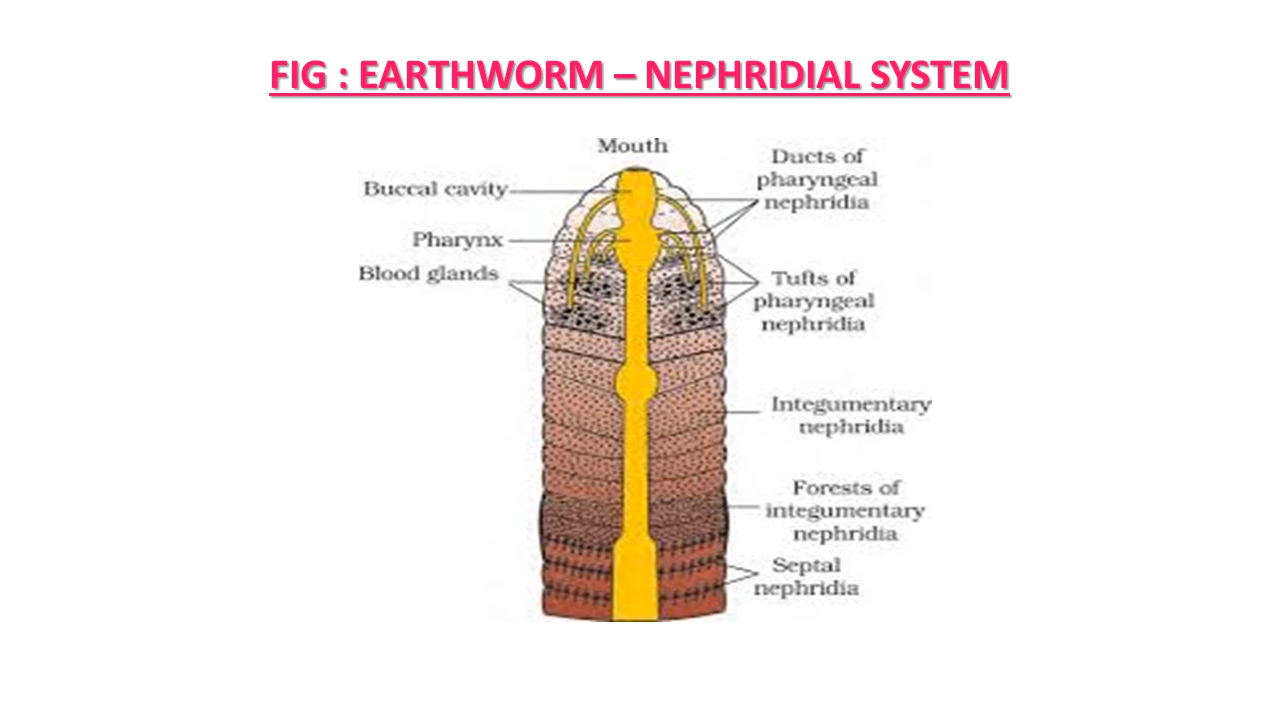 FIG : EARTHWORM – NEPHRIDIAL SYSTEM
Mouth
Buccal cavity
Pharynx
Blood glands
Ducts of
pharyngeal
nephridia
Tufts of
pharyngeal
nephridia
Integumentary
nephridia
Forests of
integumentary
nephridia
Septal
nephridia